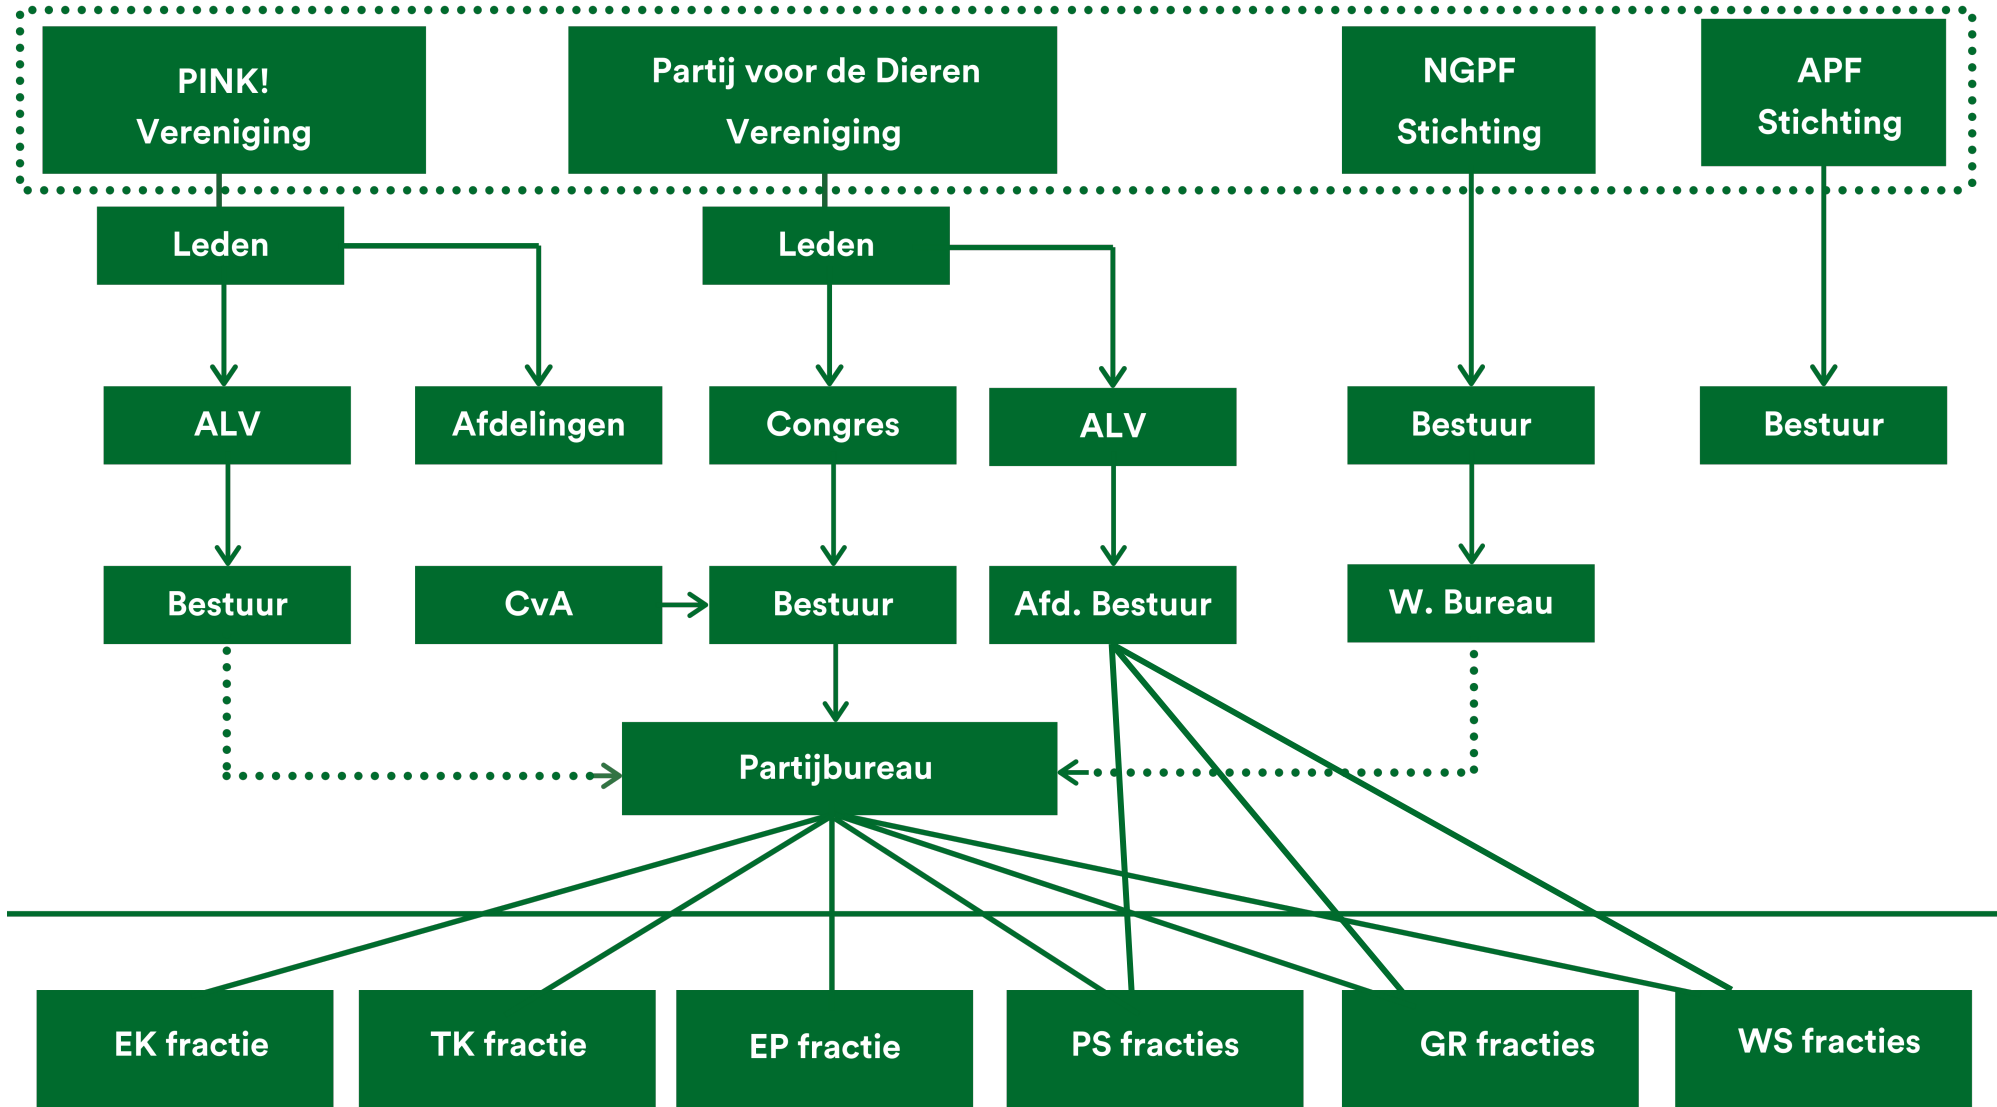 PINK!
Vereniging
Partij voor de Dieren
Vereniging
NGPF
Stichting
APF
Stichting
Leden
Leden
ALV
Afdelingen
Congres
ALV
Bestuur
Bestuur
Bestuur
CvA
Bestuur
Afd. Bestuur
W. Bureau
Partijbureau
EK fractie
TK fractie
EP fractie
PS fracties
GR fracties
WS fracties